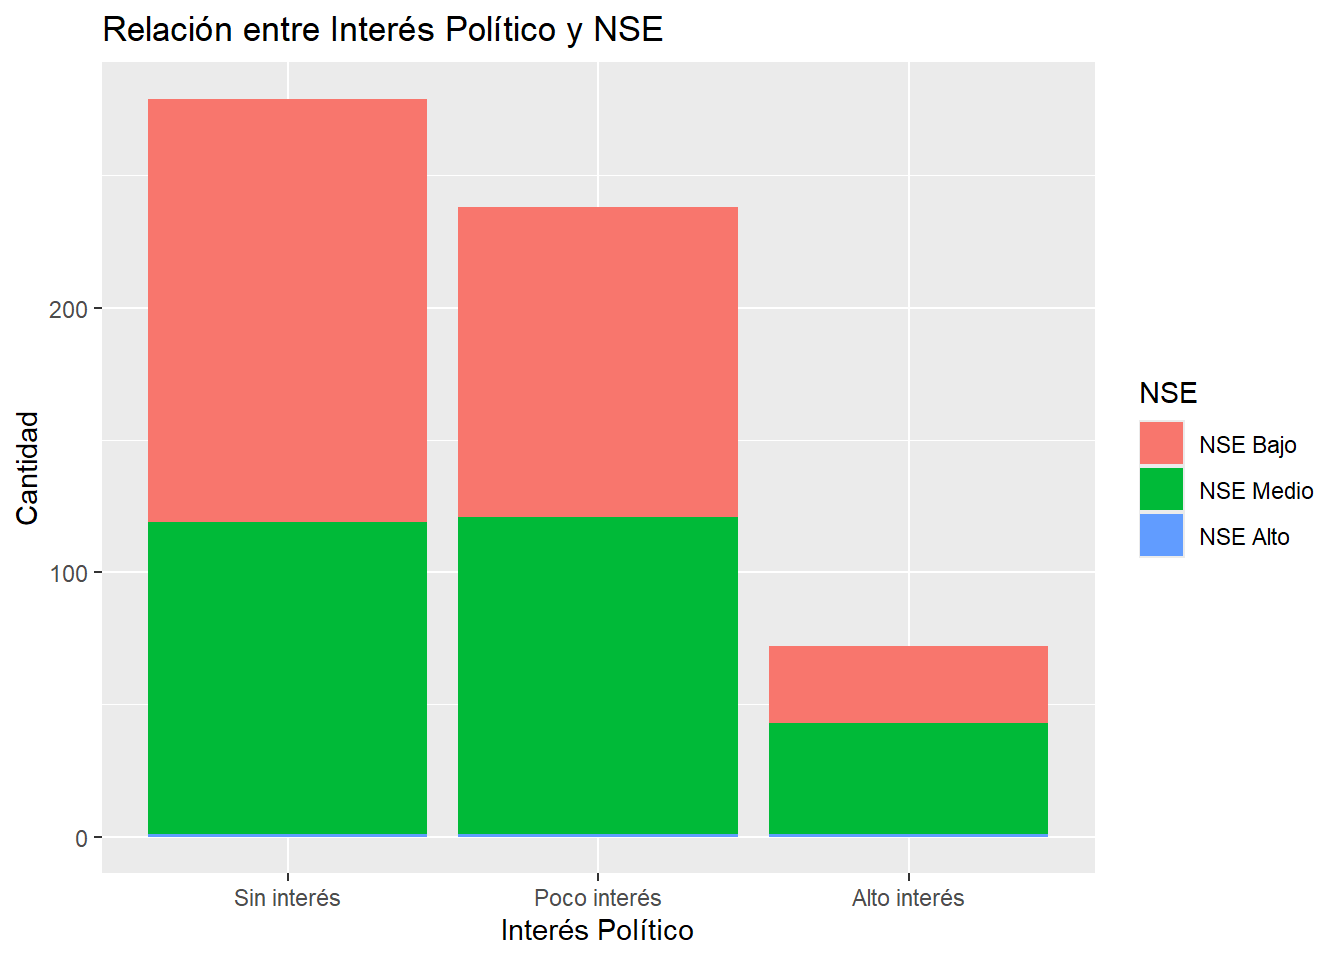 Relación entre Interés Político y NSE
Cantidad
200
100
0
Sin interés
Poco interés
Alto interés
Interés Político
NSE
NSE Bajo
NSE Medio
NSE Alto